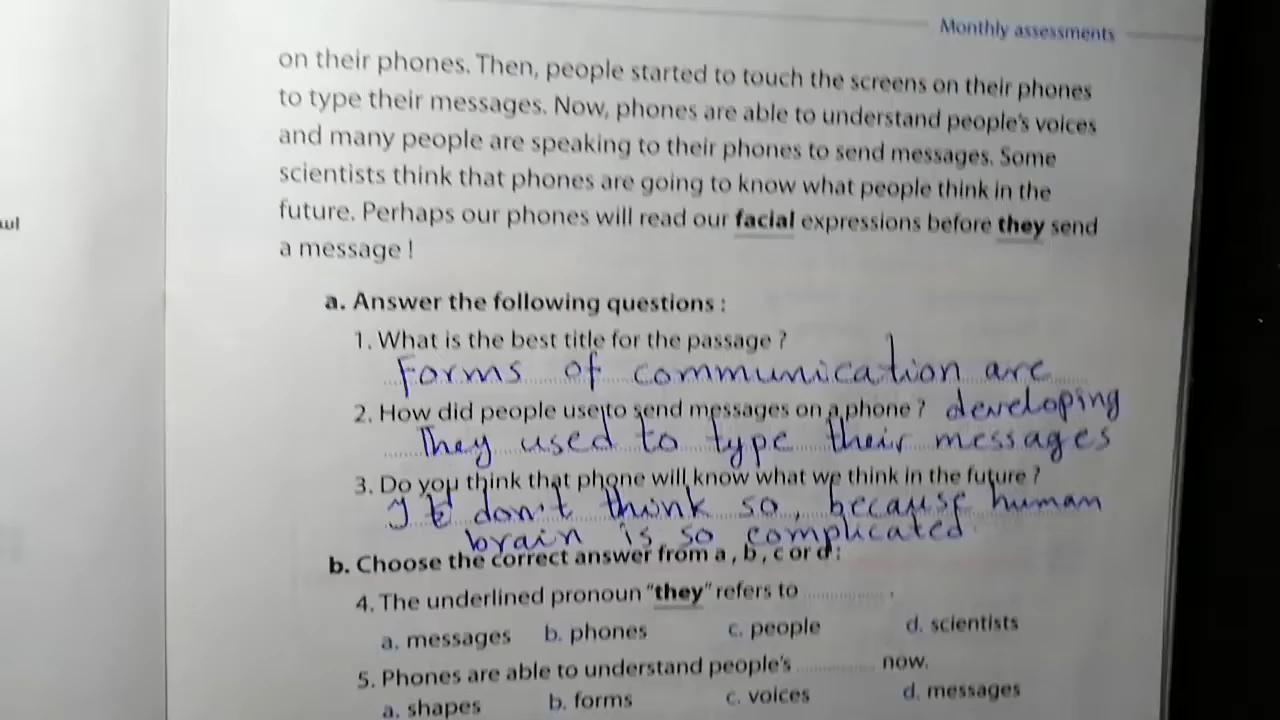 Monthly assessments
on their phones. Then, people started to touch the screens on their phones
to type their messages. Now, phones are able to understand people's voices
and many people are speaking to their phones to send messages. Some
scientists think that phones are going to know what people think in the
future. Perhaps our phones will read our facial expressions before they send
a message !
a. Answer the following questions :
1. What is the best title for the passage ?
Forms of communication are
2. How did people use to send messages on a phone ? developing
They used to type their messages
3. Do you think that phone will know what we think in the future ?
I don't think so, because human
brain is so complicated
b. Choose the correct answer from a , b , c or d :
4. The underlined pronoun "they" refers to .............. .
a. messages b. phones c. people d. scientists
5. Phones are able to understand people's .............. now.
a. shapes b. forms c. voices d. messages